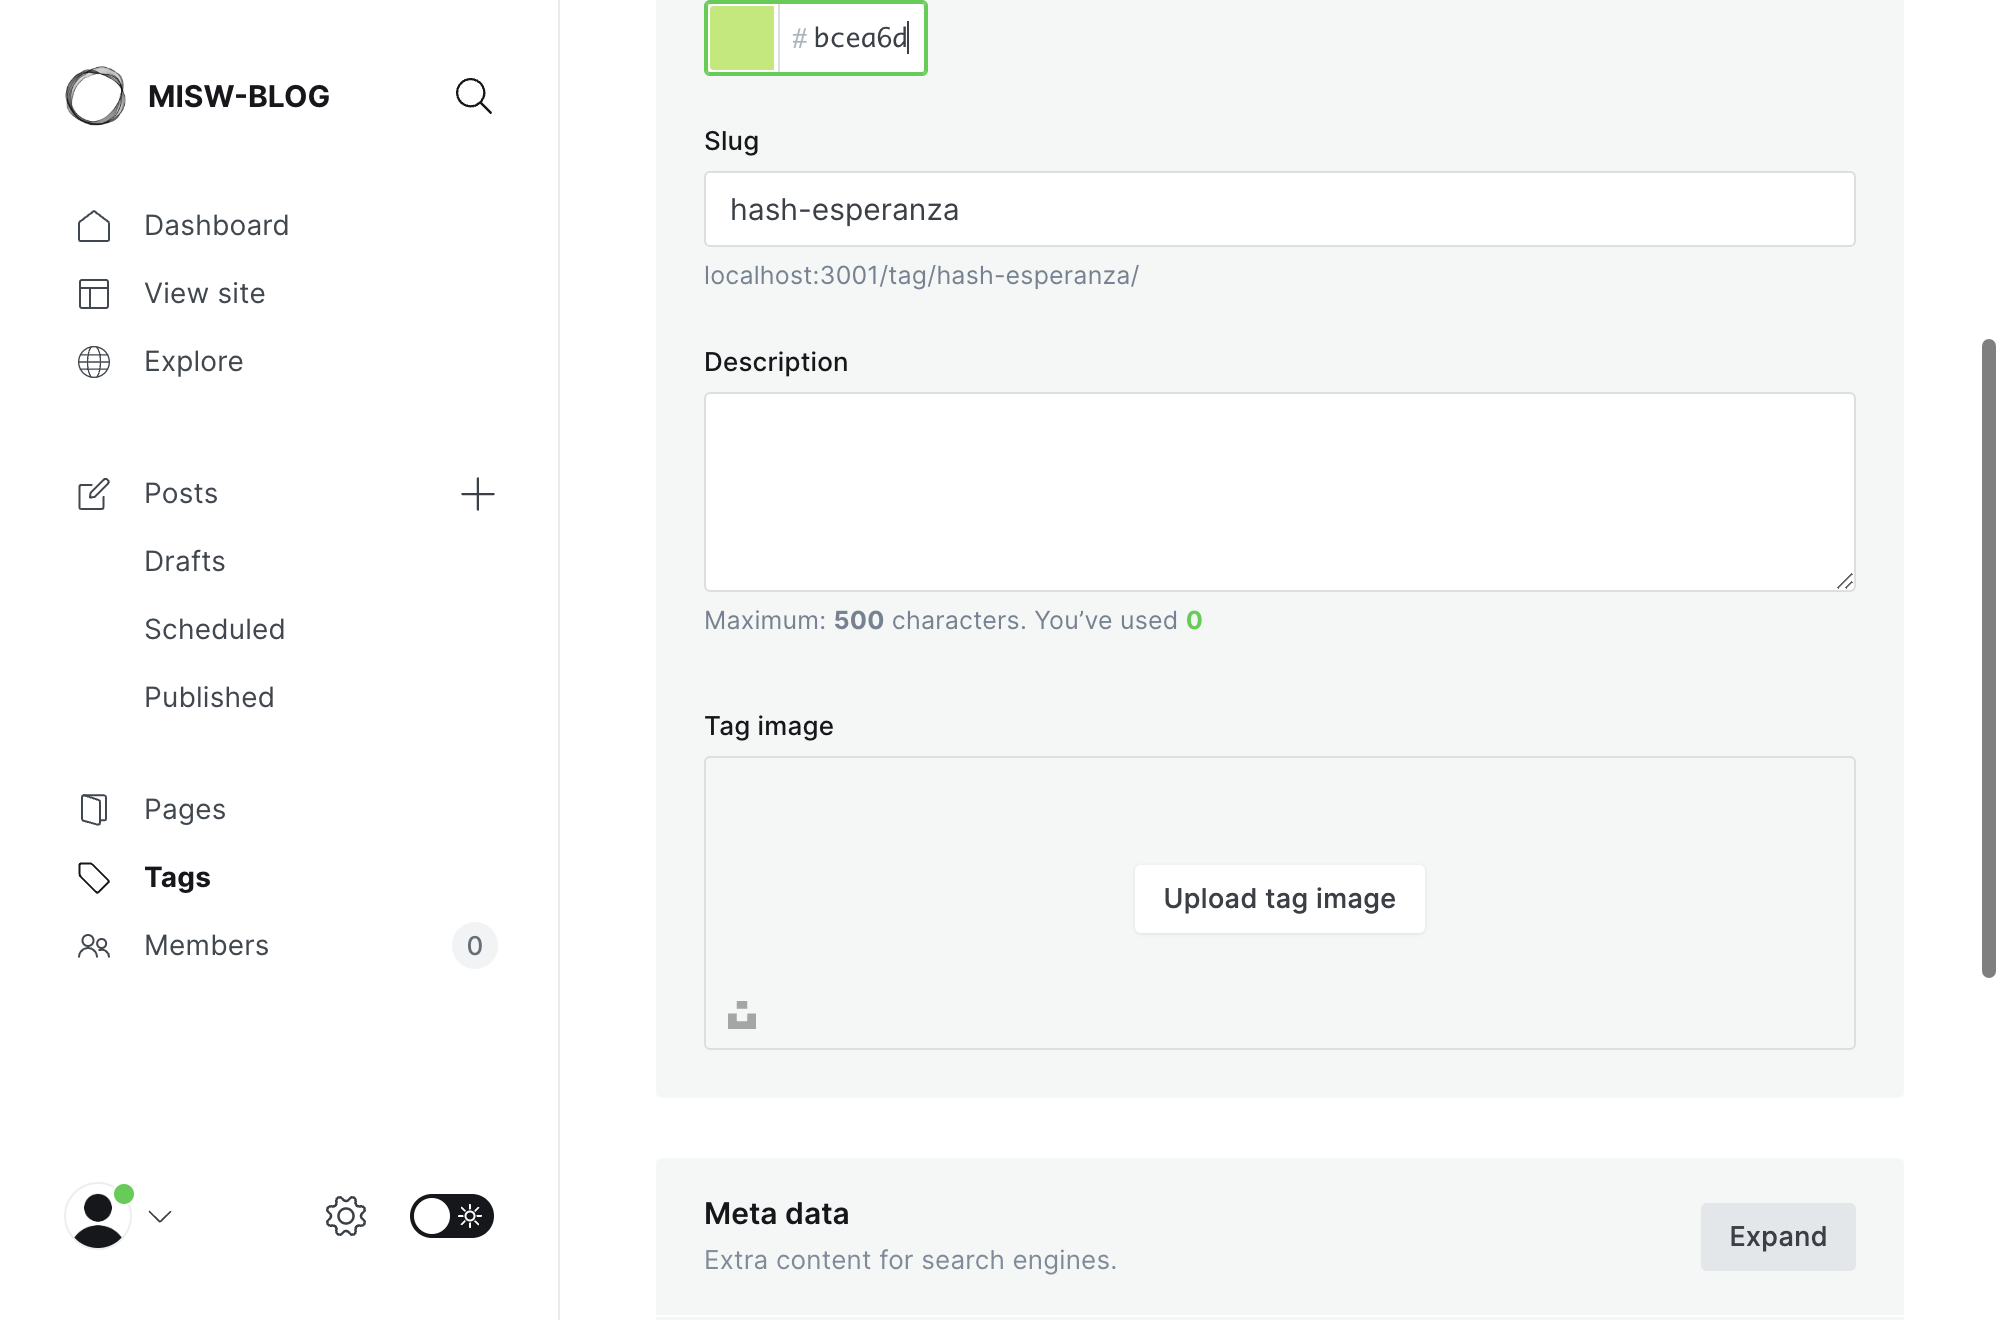 MISW-BLOG
Dashboard
View site
Explore
Posts
Drafts
Scheduled
Published
Pages
Tags
Members
0
# bcea6d
Slug
hash-esperanza
localhost:3001/tag/hash-esperanza/
Description
Maximum: 500 characters. You’ve used 0
Tag image
Upload tag image
Meta data
Extra content for search engines.
Expand